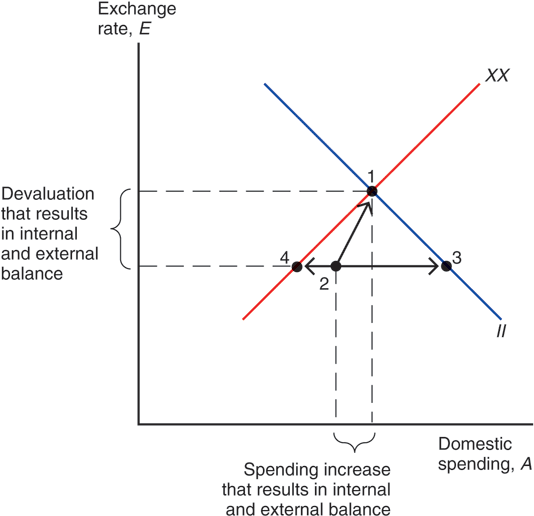 Exchange
rate, E
XX
1
Devaluation
that results
in internal
and external
balance
4
3
2
II
Domestic
spending, A
Spending increase
that results in internal
and external balance